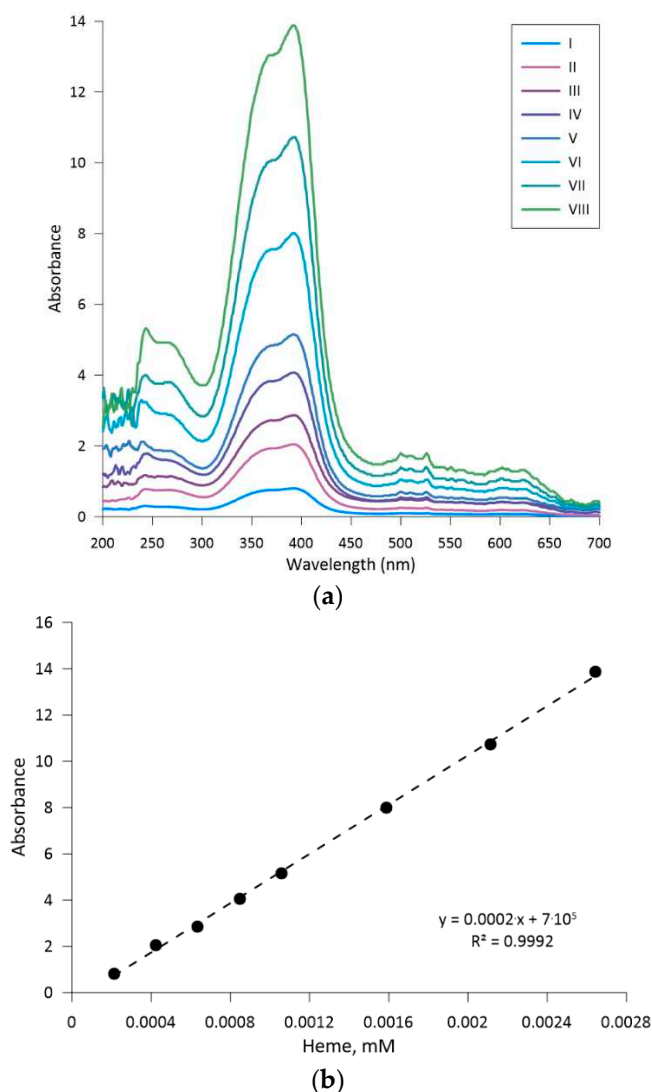 14
12
10
8
6
4
2
0
Absorbance
200 250 300 350 400 450 500 550 600 650 700
Wavelength (nm)
I
II
III
IV
V
VI
VII
VIII
(a)
16
14
12
10
8
6
4
2
0
Absorbance
y = 0.0002·x + 7·10⁵
R² = 0.9992
0 0.0004 0.0008 0.0012 0.0016 0.002 0.0024 0.0028
Heme, mM
(b)